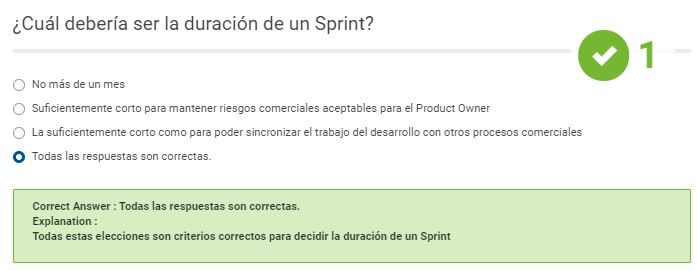 ¿Cuál debería ser la duración de un Sprint?
1
No más de un mes
Suficientemente corto para mantener riesgos comerciales aceptables para el Product Owner
La suficientemente corto como para poder sincronizar el trabajo del desarrollo con otros procesos comerciales
Todas las respuestas son correctas.
Correct Answer : Todas las respuestas son correctas.
Explanation :
Todas estas elecciones son criterios correctos para decidir la duración de un Sprint